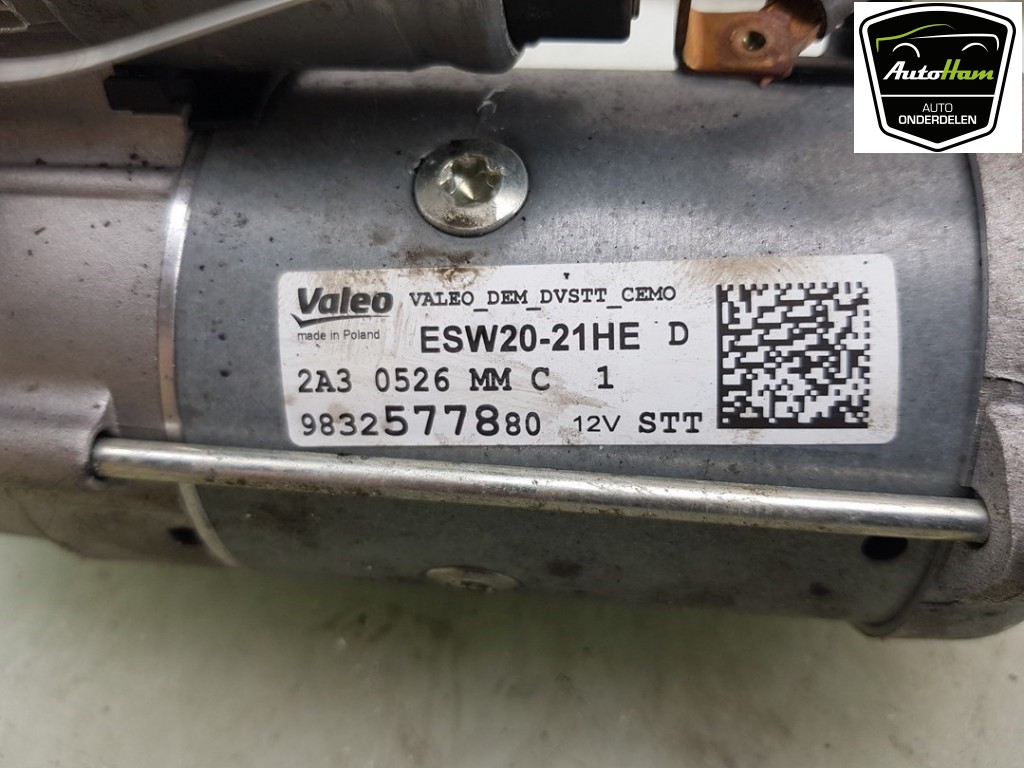 AutoHam
AUTO
ONDERDELEN
Valeo VALEO_DEM_DVSTT_CEMO
made in Poland ESW20-21HE D
2A3 0526 MM C 1
9832577880 12V STT